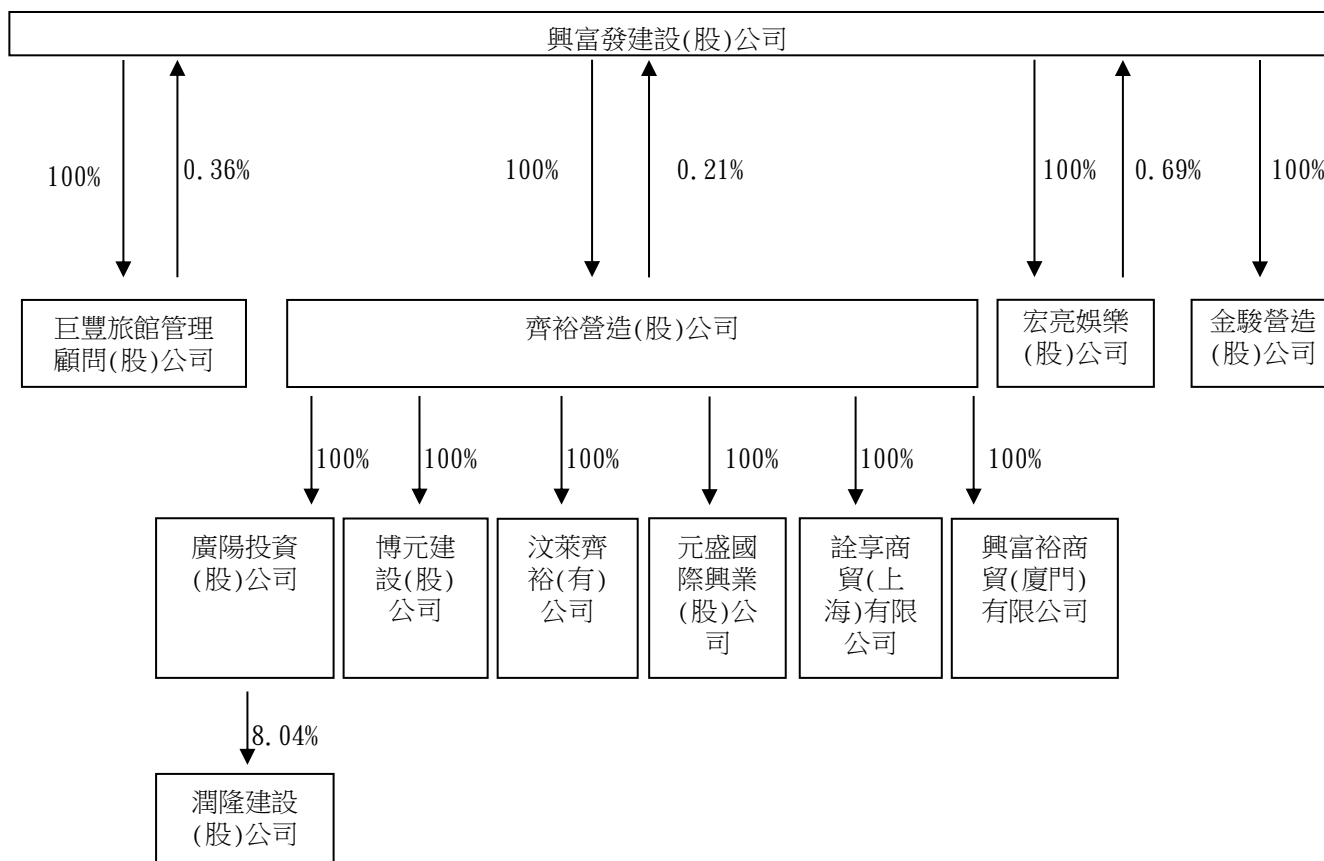 興富發建設(股)公司
100%
0.36%
100%
0.21%
100%
0.69%
100%
巨豐旅館管理
顧問(股)公司
齊裕營造(股)公司
宏亮娛樂
(股)公司
金駿營造
(股)公司
100%
100%
100%
100%
100%
100%
廣陽投資
(股)公司
博元建
設(股)
公司
汶萊齊
裕(有)
公司
元盛國
際興業
(股)公
司
詮享商
貿(上
海)有限
公司
興富裕商
貿(廈門)
有限公司
8.04%
潤隆建設
(股)公司